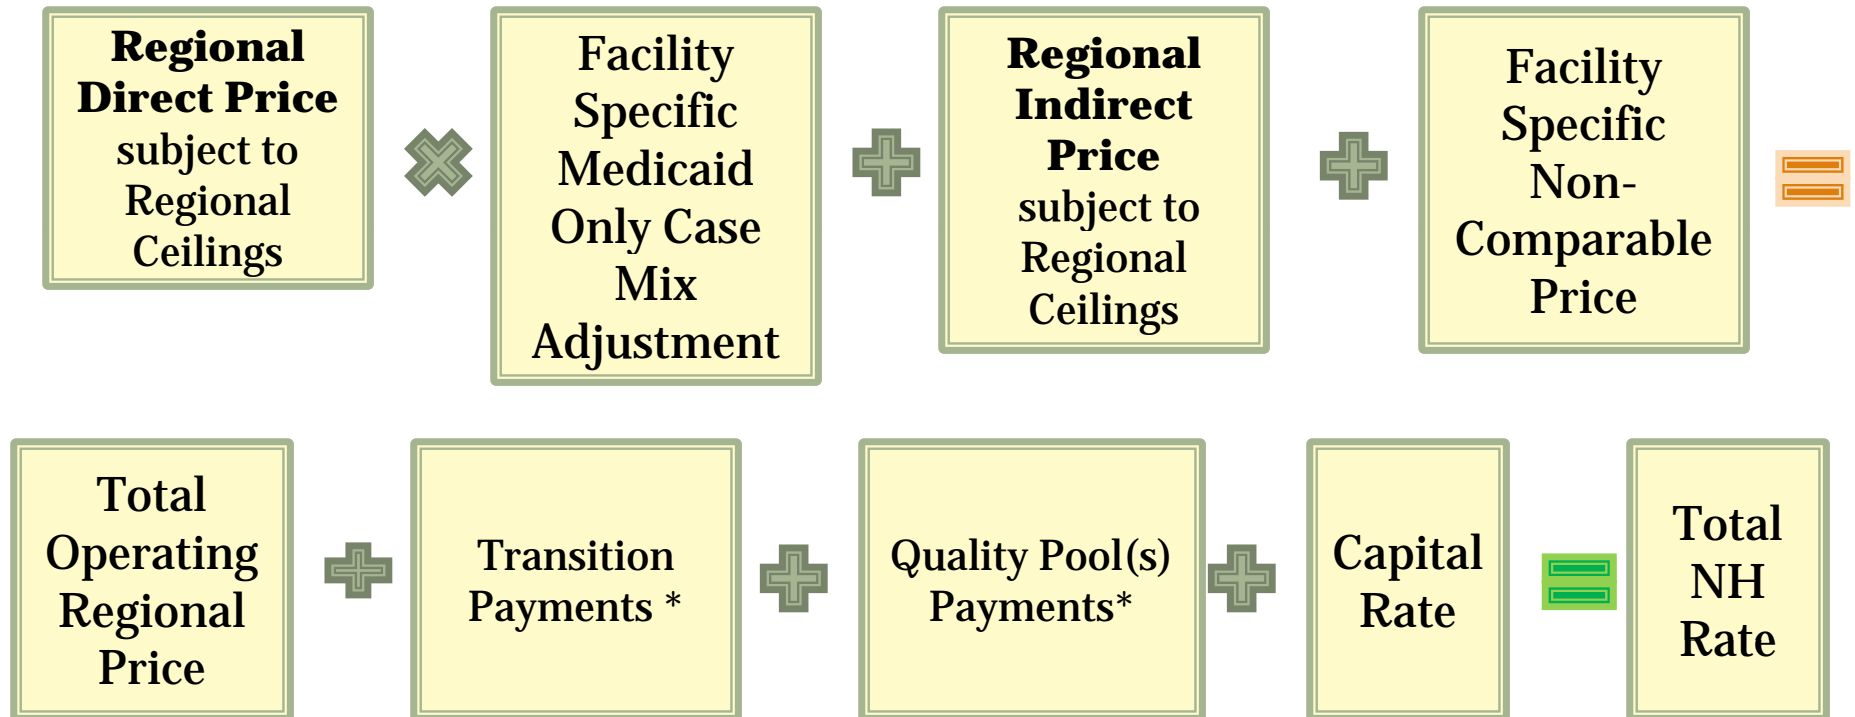 Regional
Direct Price
subject to
Regional
Ceilings
Facility
Specific
Medicaid
Only Case
Mix
Adjustment
Regional
Indirect
Price
subject to
Regional
Ceilings
Facility
Specific
Non-
Comparable
Price
Total
Operating
Regional
Price
Transition
Payments *
Quality Pool(s)
Payments*
Capital
Rate
Total
NH
Rate